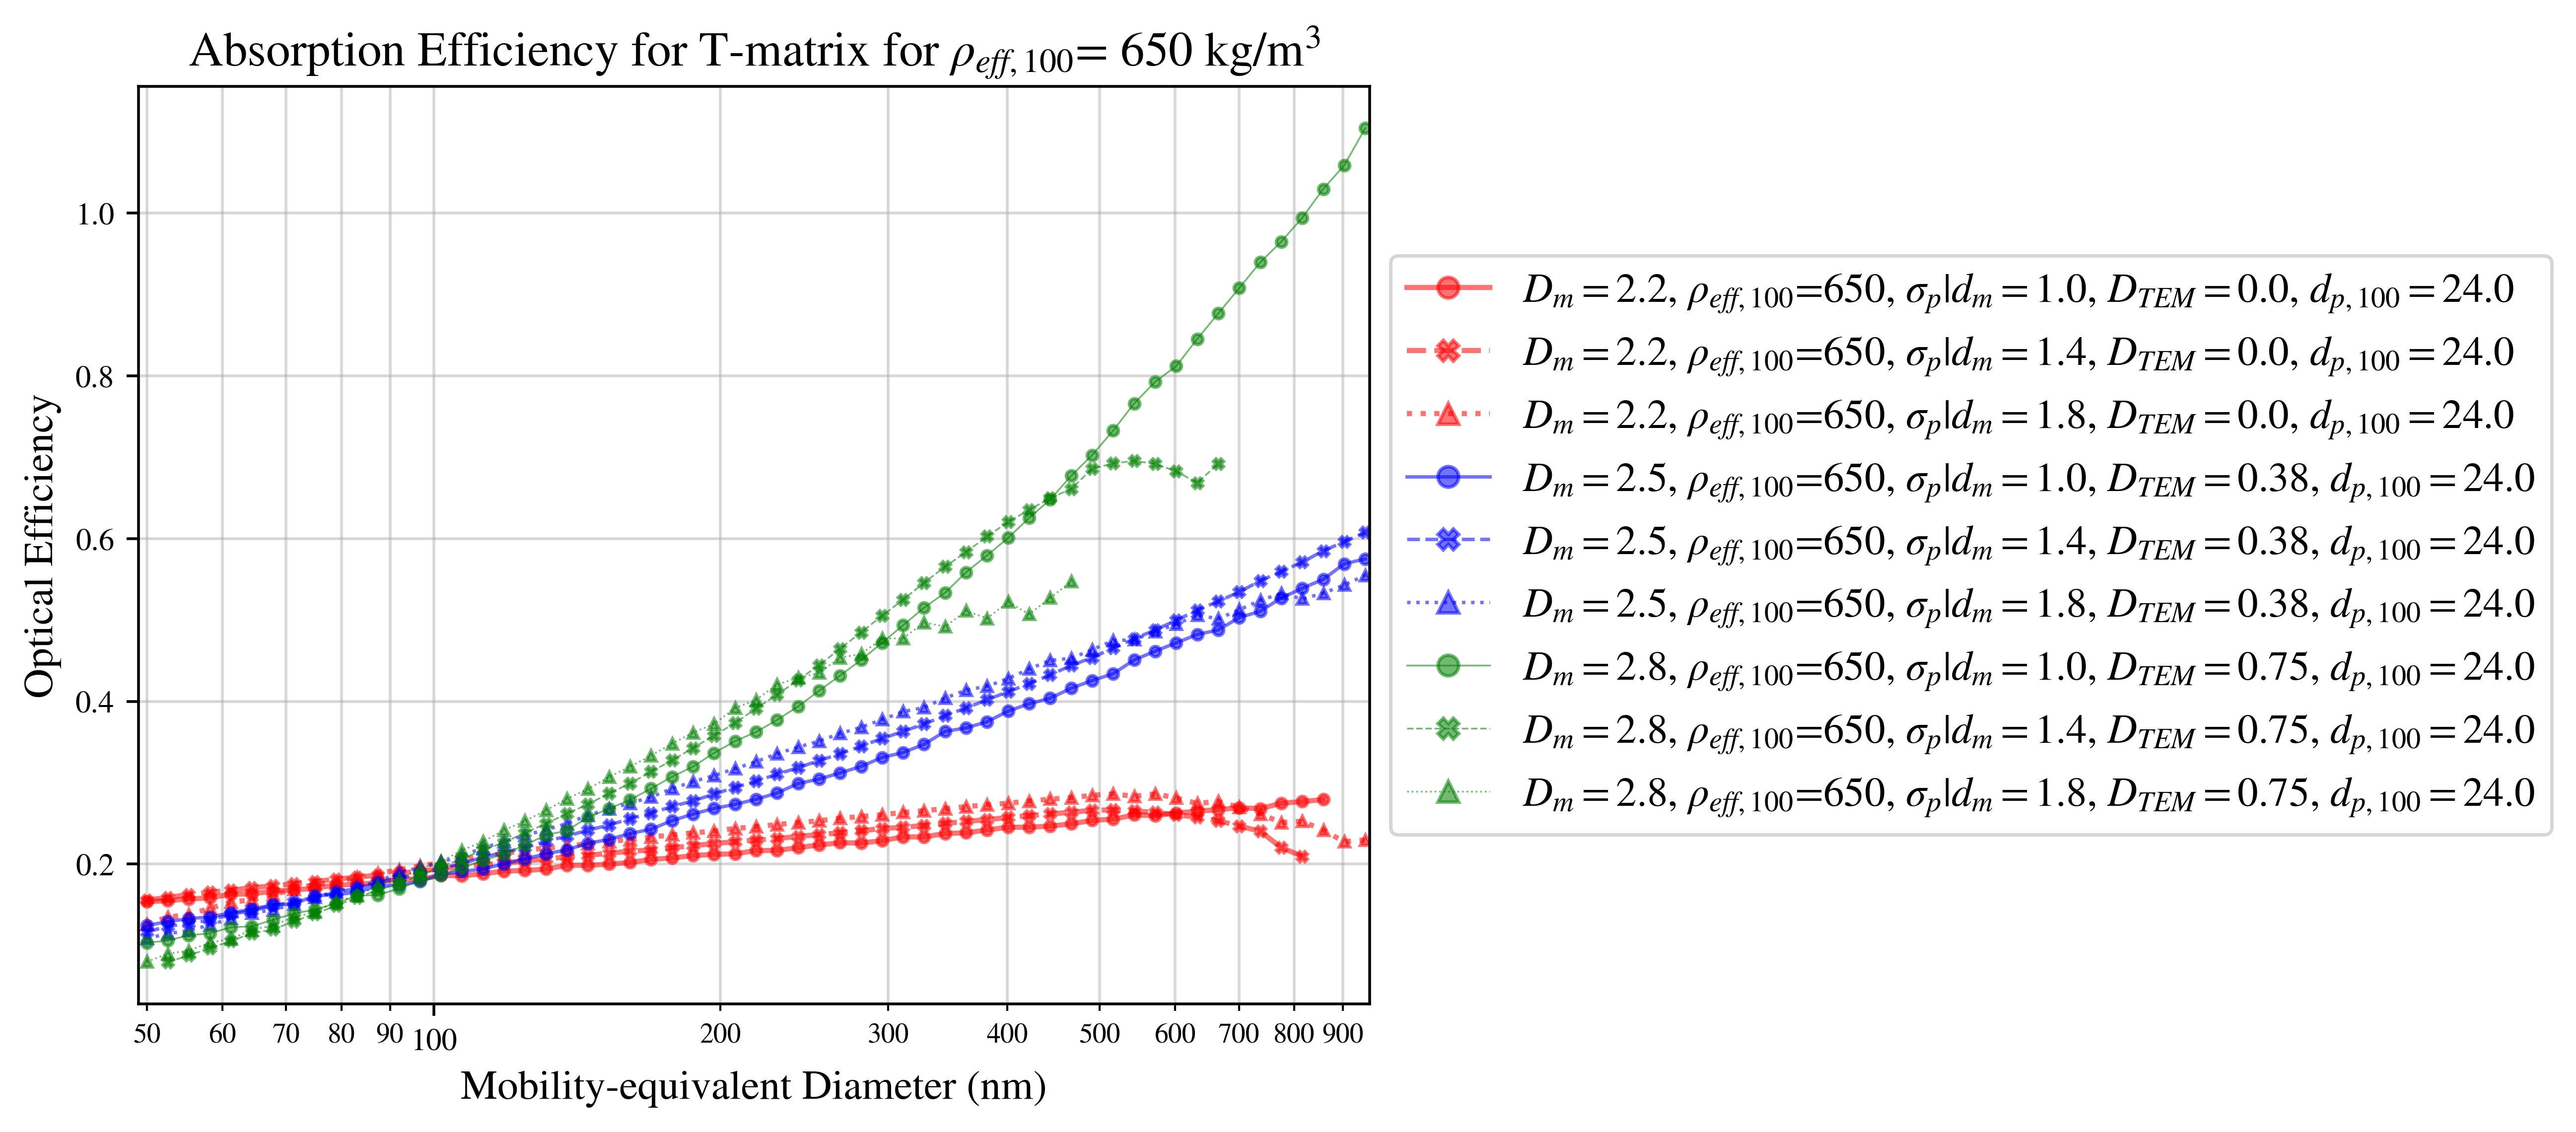 Absorption Efficiency for T-matrix for ρeff,100= 650 kg/m³
Optical Efficiency
1.0
0.8
0.6
0.4
0.2
50 60 70 80 90 100 200 300 400 500 600 700 800 900
Mobility-equivalent Diameter (nm)
Dm=2.2, ρeff,100=650, σp|dm=1.0, DTEM=0.0, dp,100=24.0
Dm=2.2, ρeff,100=650, σp|dm=1.4, DTEM=0.0, dp,100=24.0
Dm=2.2, ρeff,100=650, σp|dm=1.8, DTEM=0.0, dp,100=24.0
Dm=2.5, ρeff,100=650, σp|dm=1.0, DTEM=0.38, dp,100=24.0
Dm=2.5, ρeff,100=650, σp|dm=1.4, DTEM=0.38, dp,100=24.0
Dm=2.5, ρeff,100=650, σp|dm=1.8, DTEM=0.38, dp,100=24.0
Dm=2.8, ρeff,100=650, σp|dm=1.0, DTEM=0.75, dp,100=24.0
Dm=2.8, ρeff,100=650, σp|dm=1.4, DTEM=0.75, dp,100=24.0
Dm=2.8, ρeff,100=650, σp|dm=1.8, DTEM=0.75, dp,100=24.0